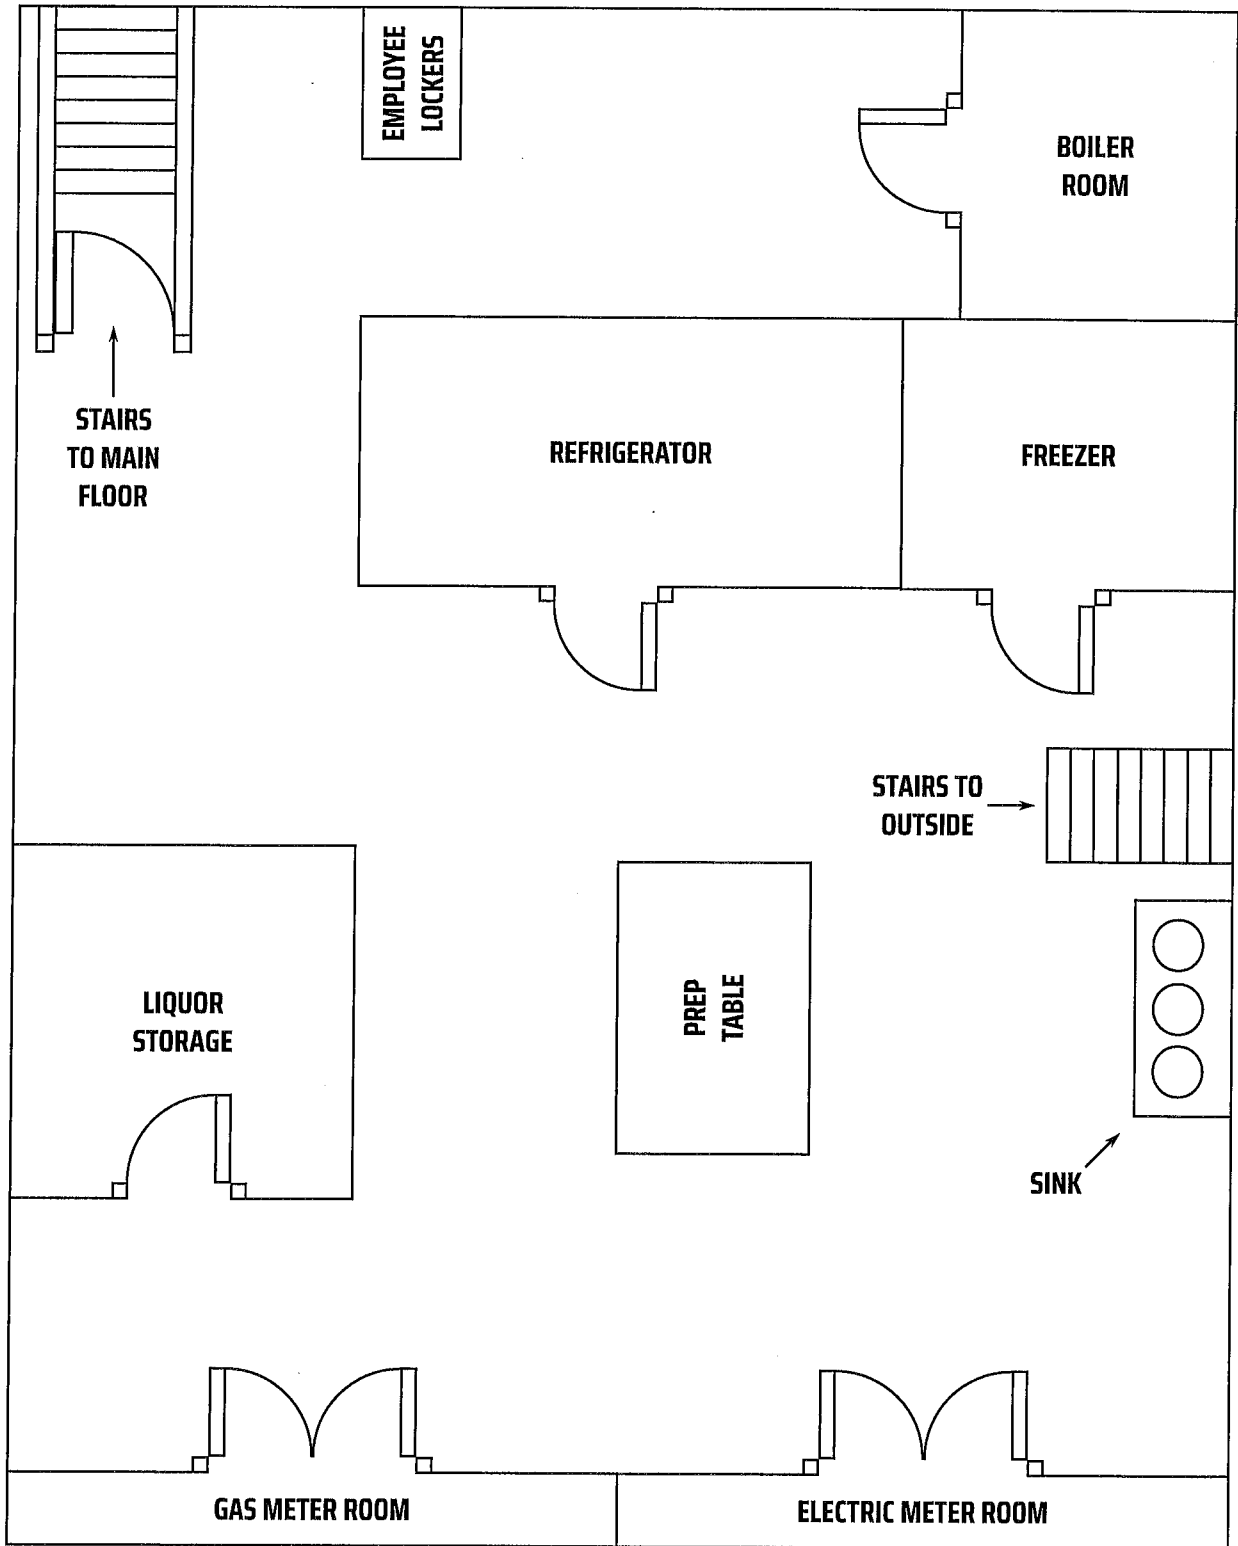 EMPLOYEE
LOCKERS
BOILER
ROOM
STAIRS
TO MAIN
FLOOR
REFRIGERATOR
FREEZER
STAIRS TO
OUTSIDE
LIQUOR
STORAGE
PREP
TABLE
SINK
GAS METER ROOM
ELECTRIC METER ROOM